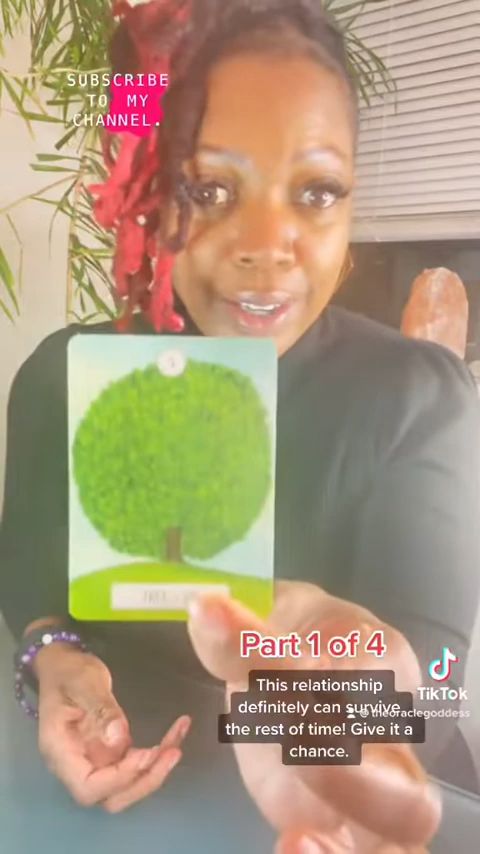 SUBSCRIBE
TO MY
CHANNEL.
Part 1 of 4
TikTok
@theoraclegoddess
This relationship
definitely can survive
the rest of time! Give it a
chance.